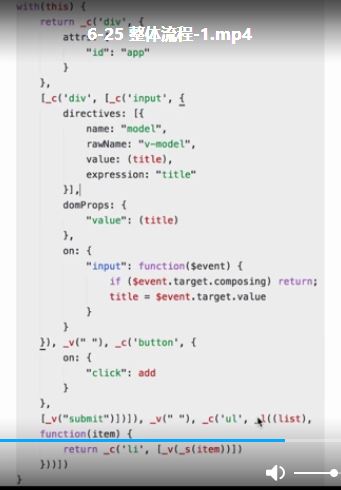 with(this) {
return _c('div', {
attrs: {
6-25 整体流程-1.mp4
"id": "app"
}
},
[_c('div', [_c('input', {
directives: [{
name: "model",
rawName: "v-model",
value: (title),
expression: "title"
}],
domProps: {
"value": (title)
},
on: {
"input": function($event) {
if ($event.target.composing) return;
title = $event.target.value
}
}
}), _v(" "), _c('button', {
on: {
"click": add
}
},
[_v("submit")])]), _v(" "), _c('ul', _l((list),
function(item) {
return _c('li', [_v(_s(item))])
}))])
}